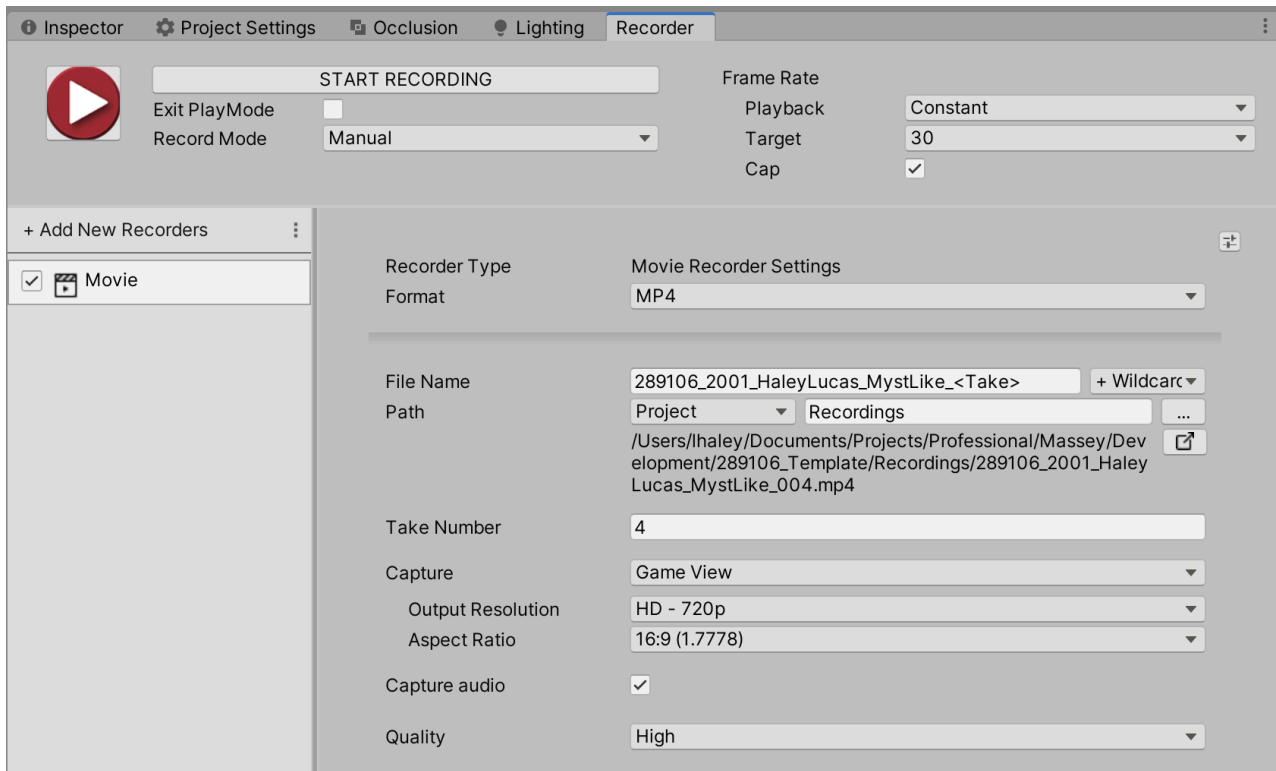 Inspector Project Settings Occlusion Lighting Recorder
START RECORDING
Exit PlayMode
Record Mode Manual
Frame Rate
Playback Constant
Target 30
Cap
+ Add New Recorders
Movie
Recorder Type Movie Recorder Settings
Format MP4
File Name 289106_2001_HaleyLucas_MystLike_<Take> + Wildcarc
Path Project Recordings ...
/Users/lhaley/Documents/Projects/Professional/Massey/Dev
elopment/289106_Template/Recordings/289106_2001_Haley
Lucas_MystLike_004.mp4
Take Number 4
Capture Game View
Output Resolution HD - 720p
Aspect Ratio 16:9 (1.7778)
Capture audio
Quality High